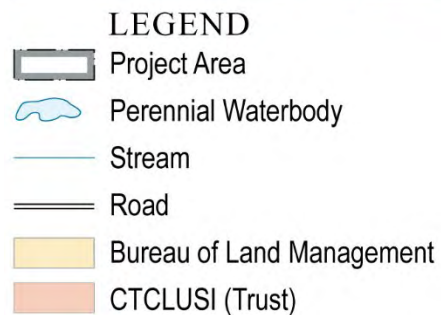 LEGEND
Project Area
Perennial Waterbody
Stream
Road
Bureau of Land Management
CTCLUSI (Trust)